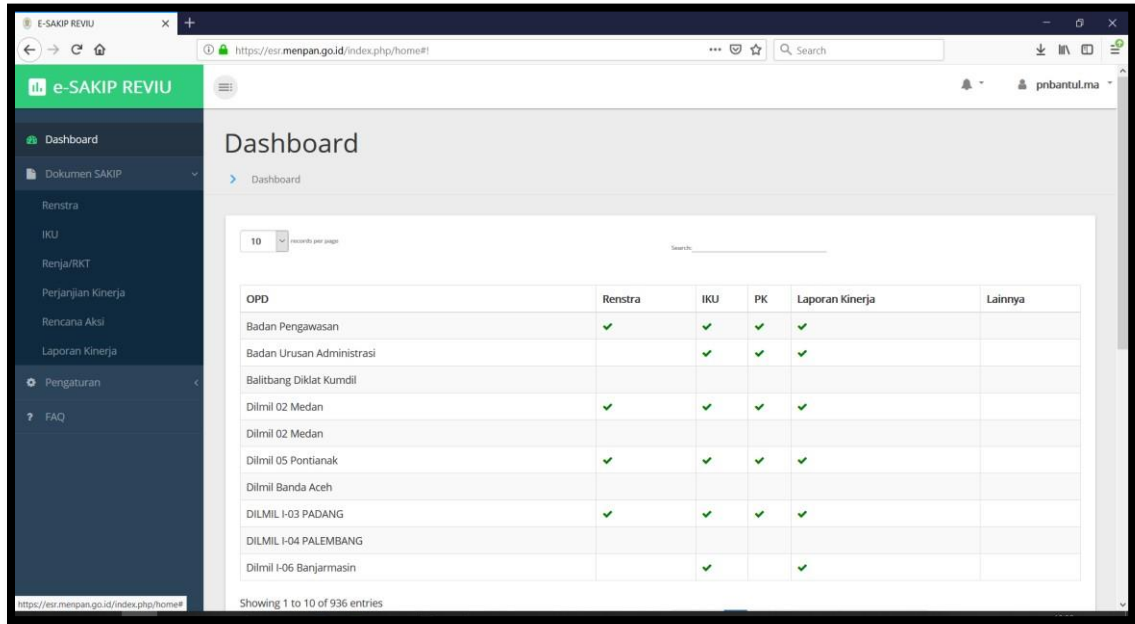 E-SAKIP REVIU
https://esr.menpan.go.id/index.php/home#!
Search
e-SAKIP REVIU
pnbantul.ma
Dashboard
Dokumen SAKIP
Renstra
IKU
Renja/RKT
Perjanjian Kinerja
Rencana Aksi
Laporan Kinerja
Pengaturan
? FAQ
Dashboard
Dashboard
10 records per page
Search:
OPD Renstra IKU PK Laporan Kinerja Lainnya
Badan Pengawasan ✔ ✔ ✔ ✔
Badan Urusan Administrasi ✔ ✔ ✔
Balitbang Diklat Kumdil
Dilmil 02 Medan ✔ ✔ ✔ ✔
Dilmil 02 Medan
Dilmil 05 Pontianak ✔ ✔ ✔ ✔
Dilmil Banda Aceh
DILMIL I-03 PADANG ✔ ✔ ✔ ✔
DILMIL I-04 PALEMBANG
Dilmil I-06 Banjarmasin ✔ ✔
Showing 1 to 10 of 936 entries
https://esr.menpan.go.id/index.php/home#